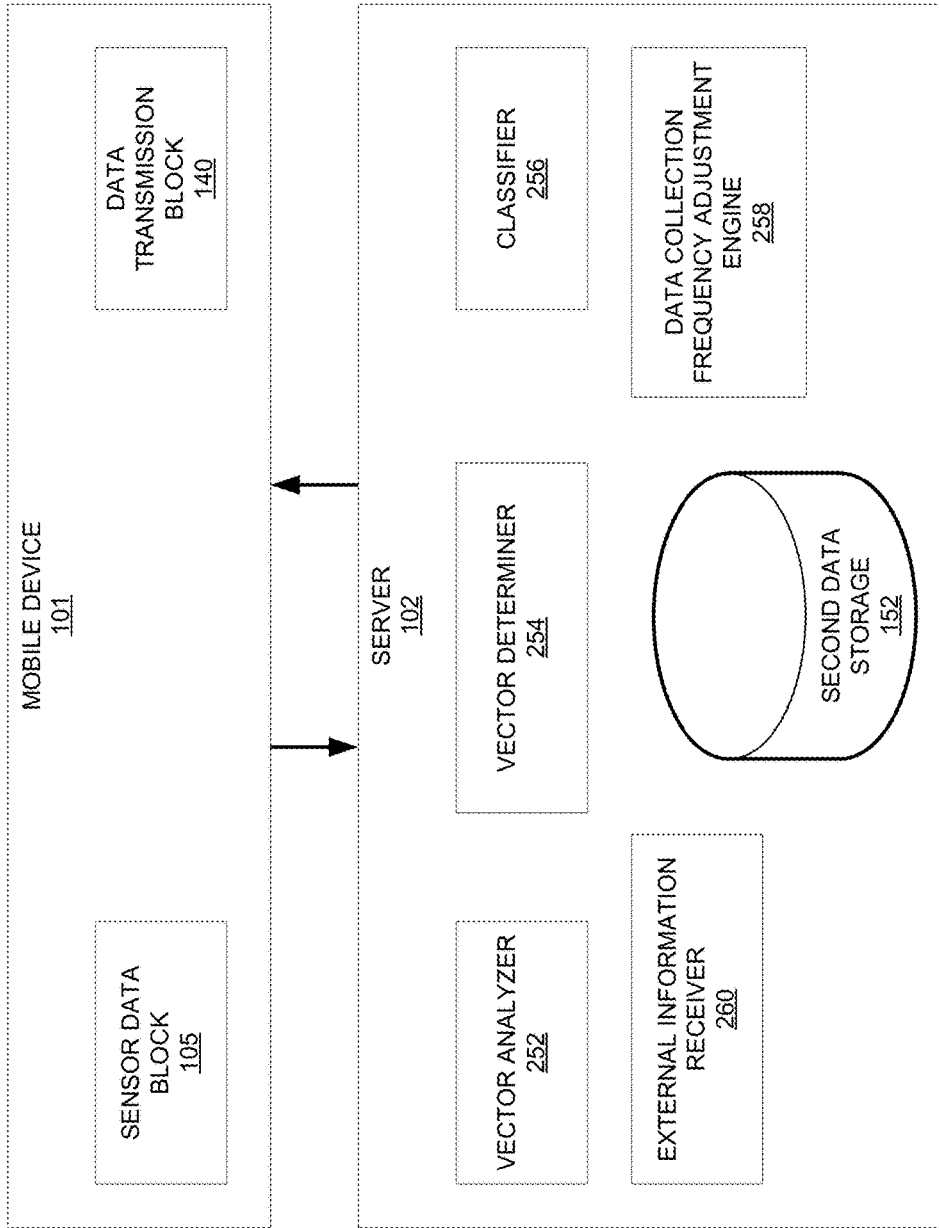 MOBILE DEVICE
101
SENSOR DATA
BLOCK
105
DATA
TRANSMISSION
BLOCK
140
SERVER
102
VECTOR ANALYZER
252
VECTOR DETERMINER
254
CLASSIFIER
256
EXTERNAL INFORMATION
RECEIVER
260
SECOND DATA
STORAGE
152
DATA COLLECTION
FREQUENCY ADJUSTMENT
ENGINE
258